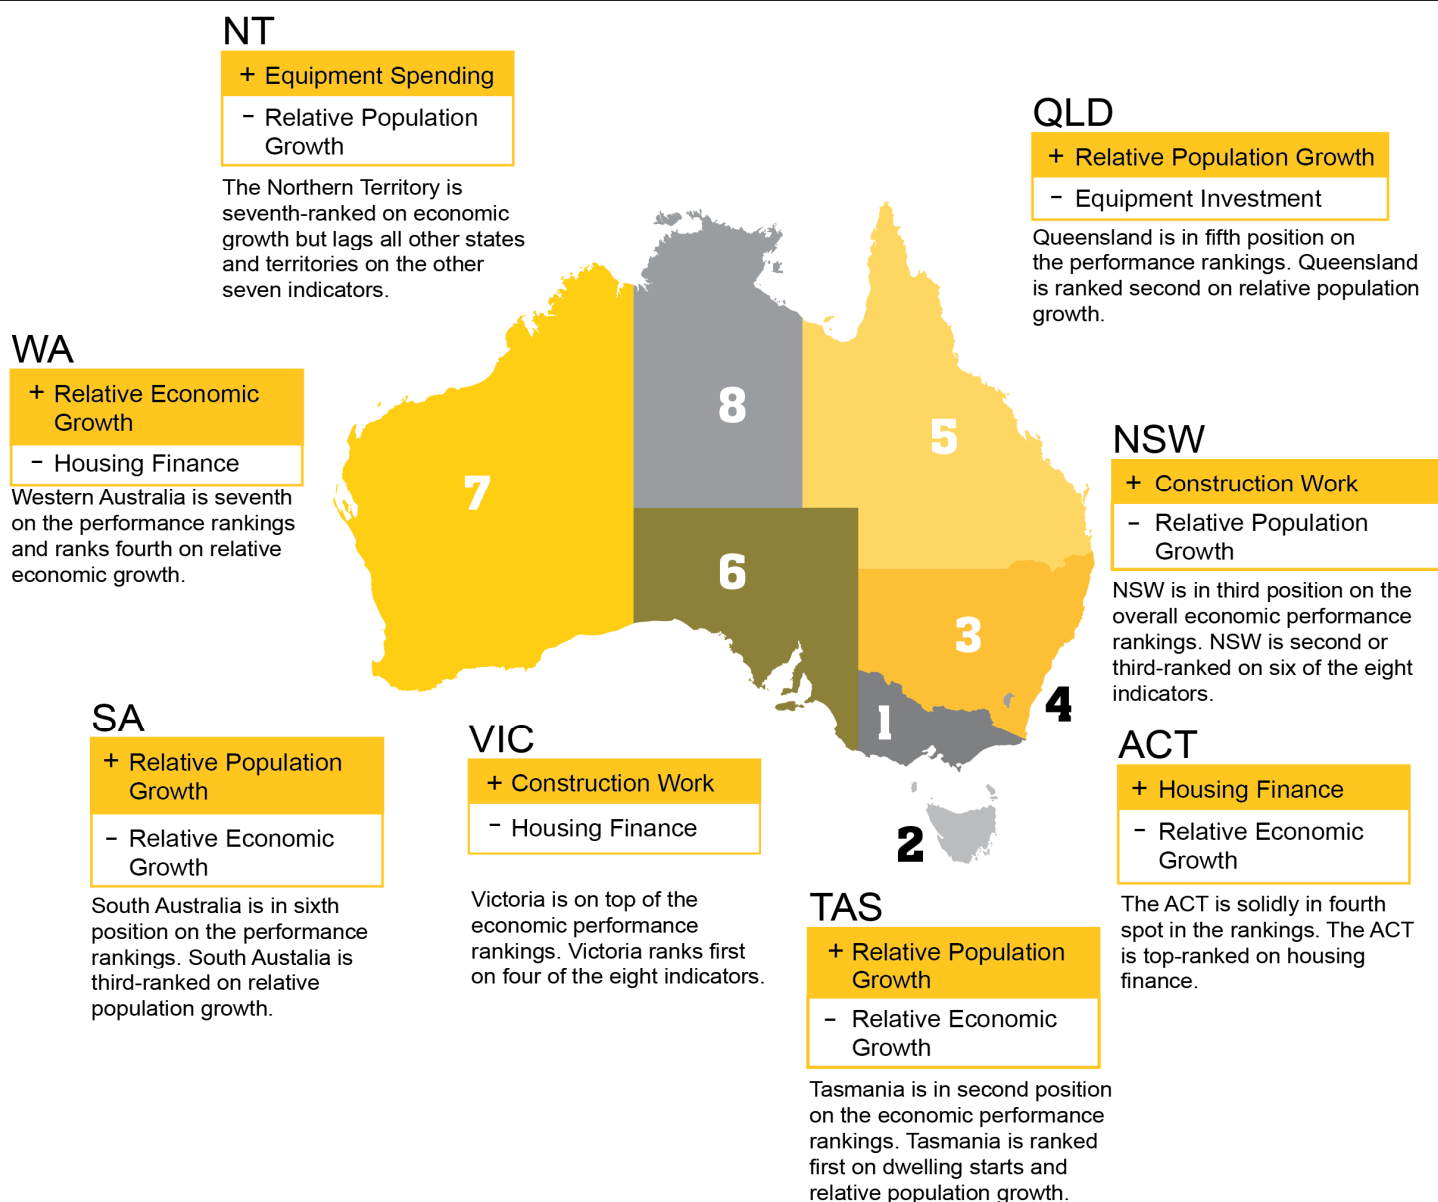 NT
+ Equipment Spending
- Relative Population
Growth
The Northern Territory is
seventh-ranked on economic
growth but lags all other states
and territories on the other
seven indicators.
QLD
+ Relative Population Growth
- Equipment Investment
Queensland is in fifth position on
the performance rankings. Queensland
is ranked second on relative population
growth.
WA
+ Relative Economic
Growth
- Housing Finance
Western Australia is seventh
on the performance rankings
and ranks fourth on relative
economic growth.
8
5
7
6
3
1
4
2
NSW
+ Construction Work
- Relative Population
Growth
NSW is in third position on the
overall economic performance
rankings. NSW is second or
third-ranked on six of the eight
indicators.
SA
+ Relative Population
Growth
- Relative Economic
Growth
South Australia is in sixth
position on the performance
rankings. South Austalia is
third-ranked on relative
population growth.
VIC
+ Construction Work
- Housing Finance
Victoria is on top of the
economic performance
rankings. Victoria ranks first
on four of the eight indicators.
ACT
+ Housing Finance
- Relative Economic
Growth
The ACT is solidly in fourth
spot in the rankings. The ACT
is top-ranked on housing
finance.
TAS
+ Relative Population
Growth
- Relative Economic
Growth
Tasmania is in second position
on the economic performance
rankings. Tasmania is ranked
first on dwelling starts and
relative population growth.